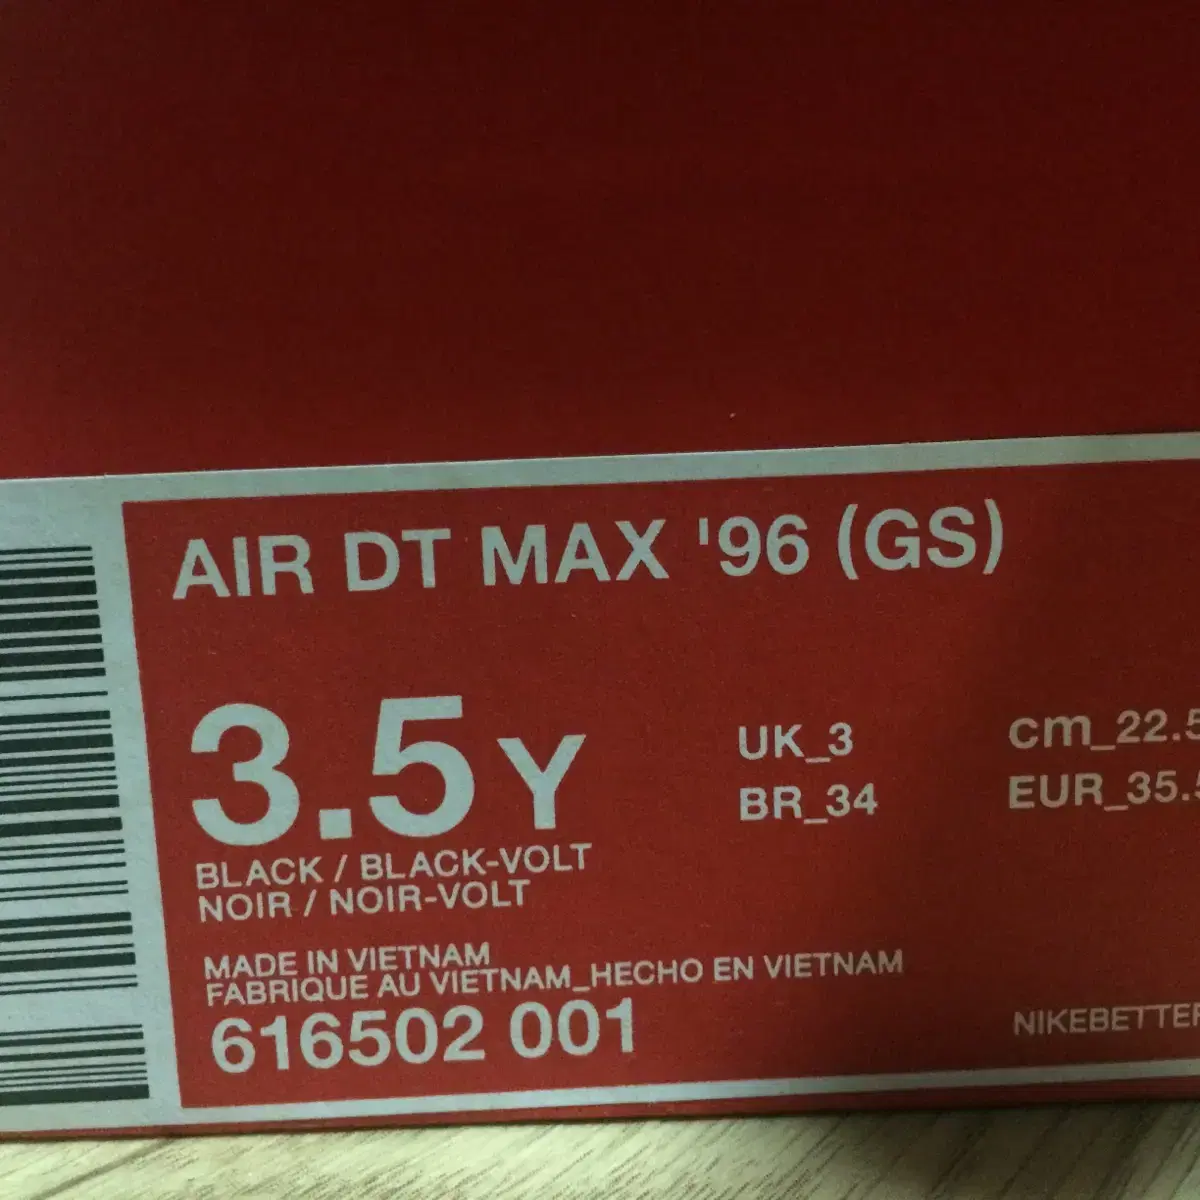 AIR DT MAX '96 (GS)
3.5Y
UK_3
cm_22.5
BR_34
EUR_35.5
BLACK / BLACK-VOLT
NOIR / NOIR-VOLT
MADE IN VIETNAM
FABRIQUE AU VIETNAM_HECHO EN VIETNAM
616502 001
NIKEBETTER